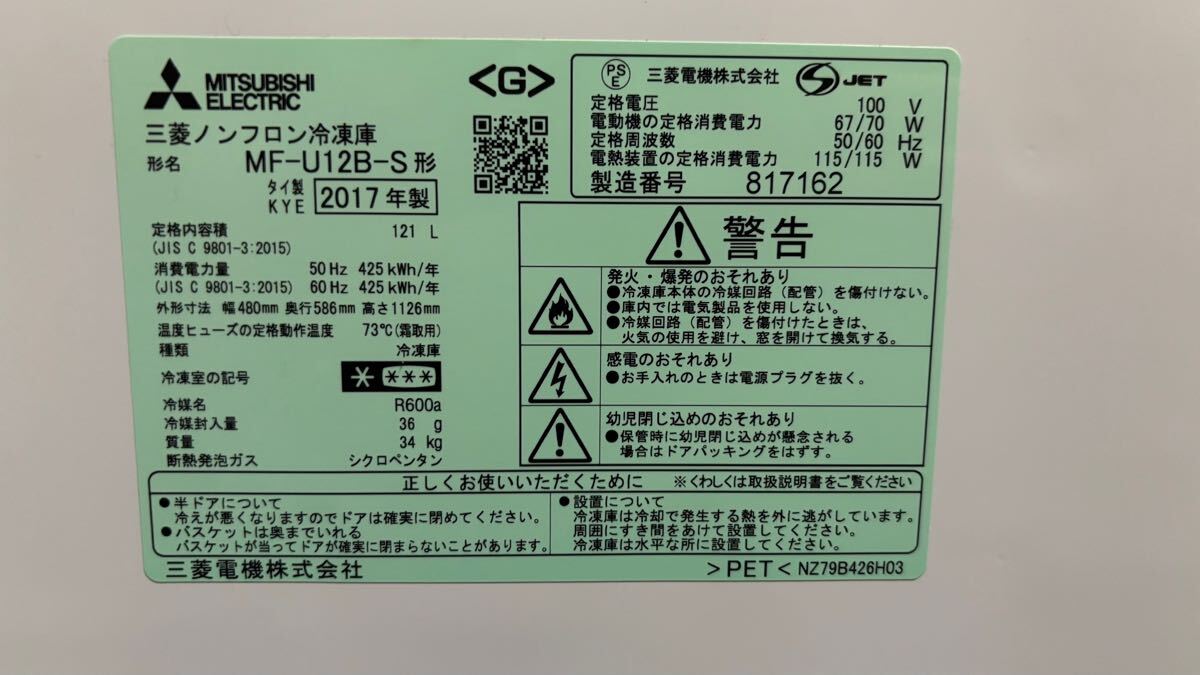 MITSUBISHI
ELECTRIC
三菱ノンフロン冷凍庫
形名 MF-U12B-S形
タイ製
KYE 2017年製
<G>
PS
E 三菱電機株式会社 S JET
定格電圧 100 V
電動機の定格消費電力 67/70 W
定格周波数 50/60 Hz
電熱装置の定格消費電力 115/115 W
製造番号 817162
定格内容積 121 L
(JIS C 9801-3:2015)
消費電力量 50Hz 425kWh/年
(JIS C 9801-3:2015) 60Hz 425kWh/年
外形寸法 幅480mm 奥行586mm 高さ1126mm
温度ヒューズの定格動作温度 73℃(霜取用)
種類 冷凍庫
冷凍室の記号 * ***
冷媒名 R600a
冷媒封入量 36 g
質量 34 kg
断熱発泡ガス シクロペンタン
警告
発火・爆発のおそれあり
●冷凍庫本体の冷媒回路(配管)を傷付けない。
●庫内では電気製品を使用しない。
●冷媒回路(配管)を傷付けたときは、
火気の使用を避け、窓を開けて換気する。
感電のおそれあり
●お手入れのときは電源プラグを抜く。
幼児閉じ込めのおそれあり
●保管時に幼児閉じ込めが懸念される
場合はドアパッキングをはずす。
正しくお使いいただくために ※くわしくは取扱説明書をご覧ください
●半ドアについて
冷えが悪くなりますのでドアは確実に閉めてください。
●バスケットは奥までいれる
バスケットが当ってドアが確実に閉まらないことがあります。
●設置について
冷凍庫は冷却で発生する熱を外に逃がしています。
周囲にすき間をあけて設置してください。
冷凍庫は水平な所に設置してください。
三菱電機株式会社 >PET< NZ79B426H03